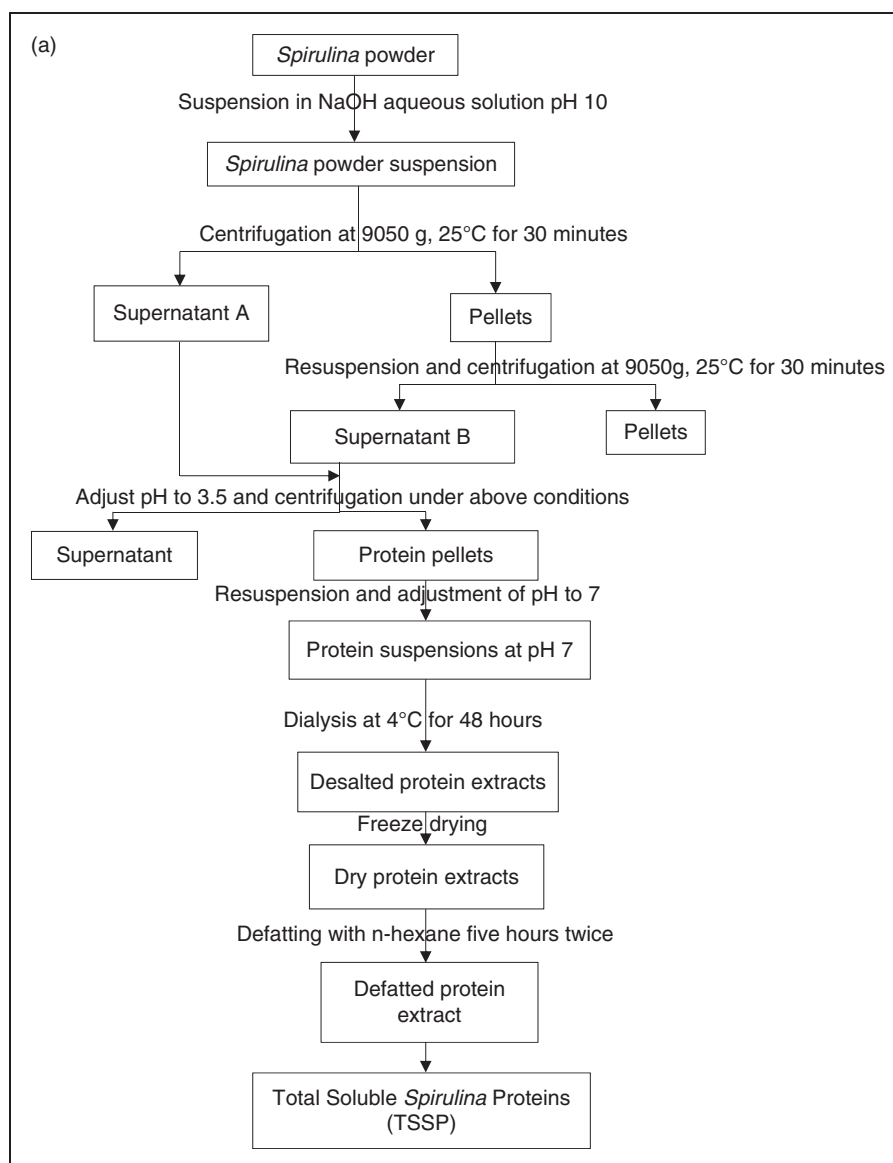 (a)
Spirulina powder
Suspension in NaOH aqueous solution pH 10
Spirulina powder suspension
Centrifugation at 9050 g, 25°C for 30 minutes
Supernatant A
Pellets
Resuspension and centrifugation at 9050g, 25°C for 30 minutes
Supernatant B
Pellets
Adjust pH to 3.5 and centrifugation under above conditions
Supernatant
Protein pellets
Resuspension and adjustment of pH to 7
Protein suspensions at pH 7
Dialysis at 4°C for 48 hours
Desalted protein extracts
Freeze drying
Dry protein extracts
Defatting with n-hexane five hours twice
Defatted protein
extract
Total Soluble Spirulina Proteins
(TSSP)